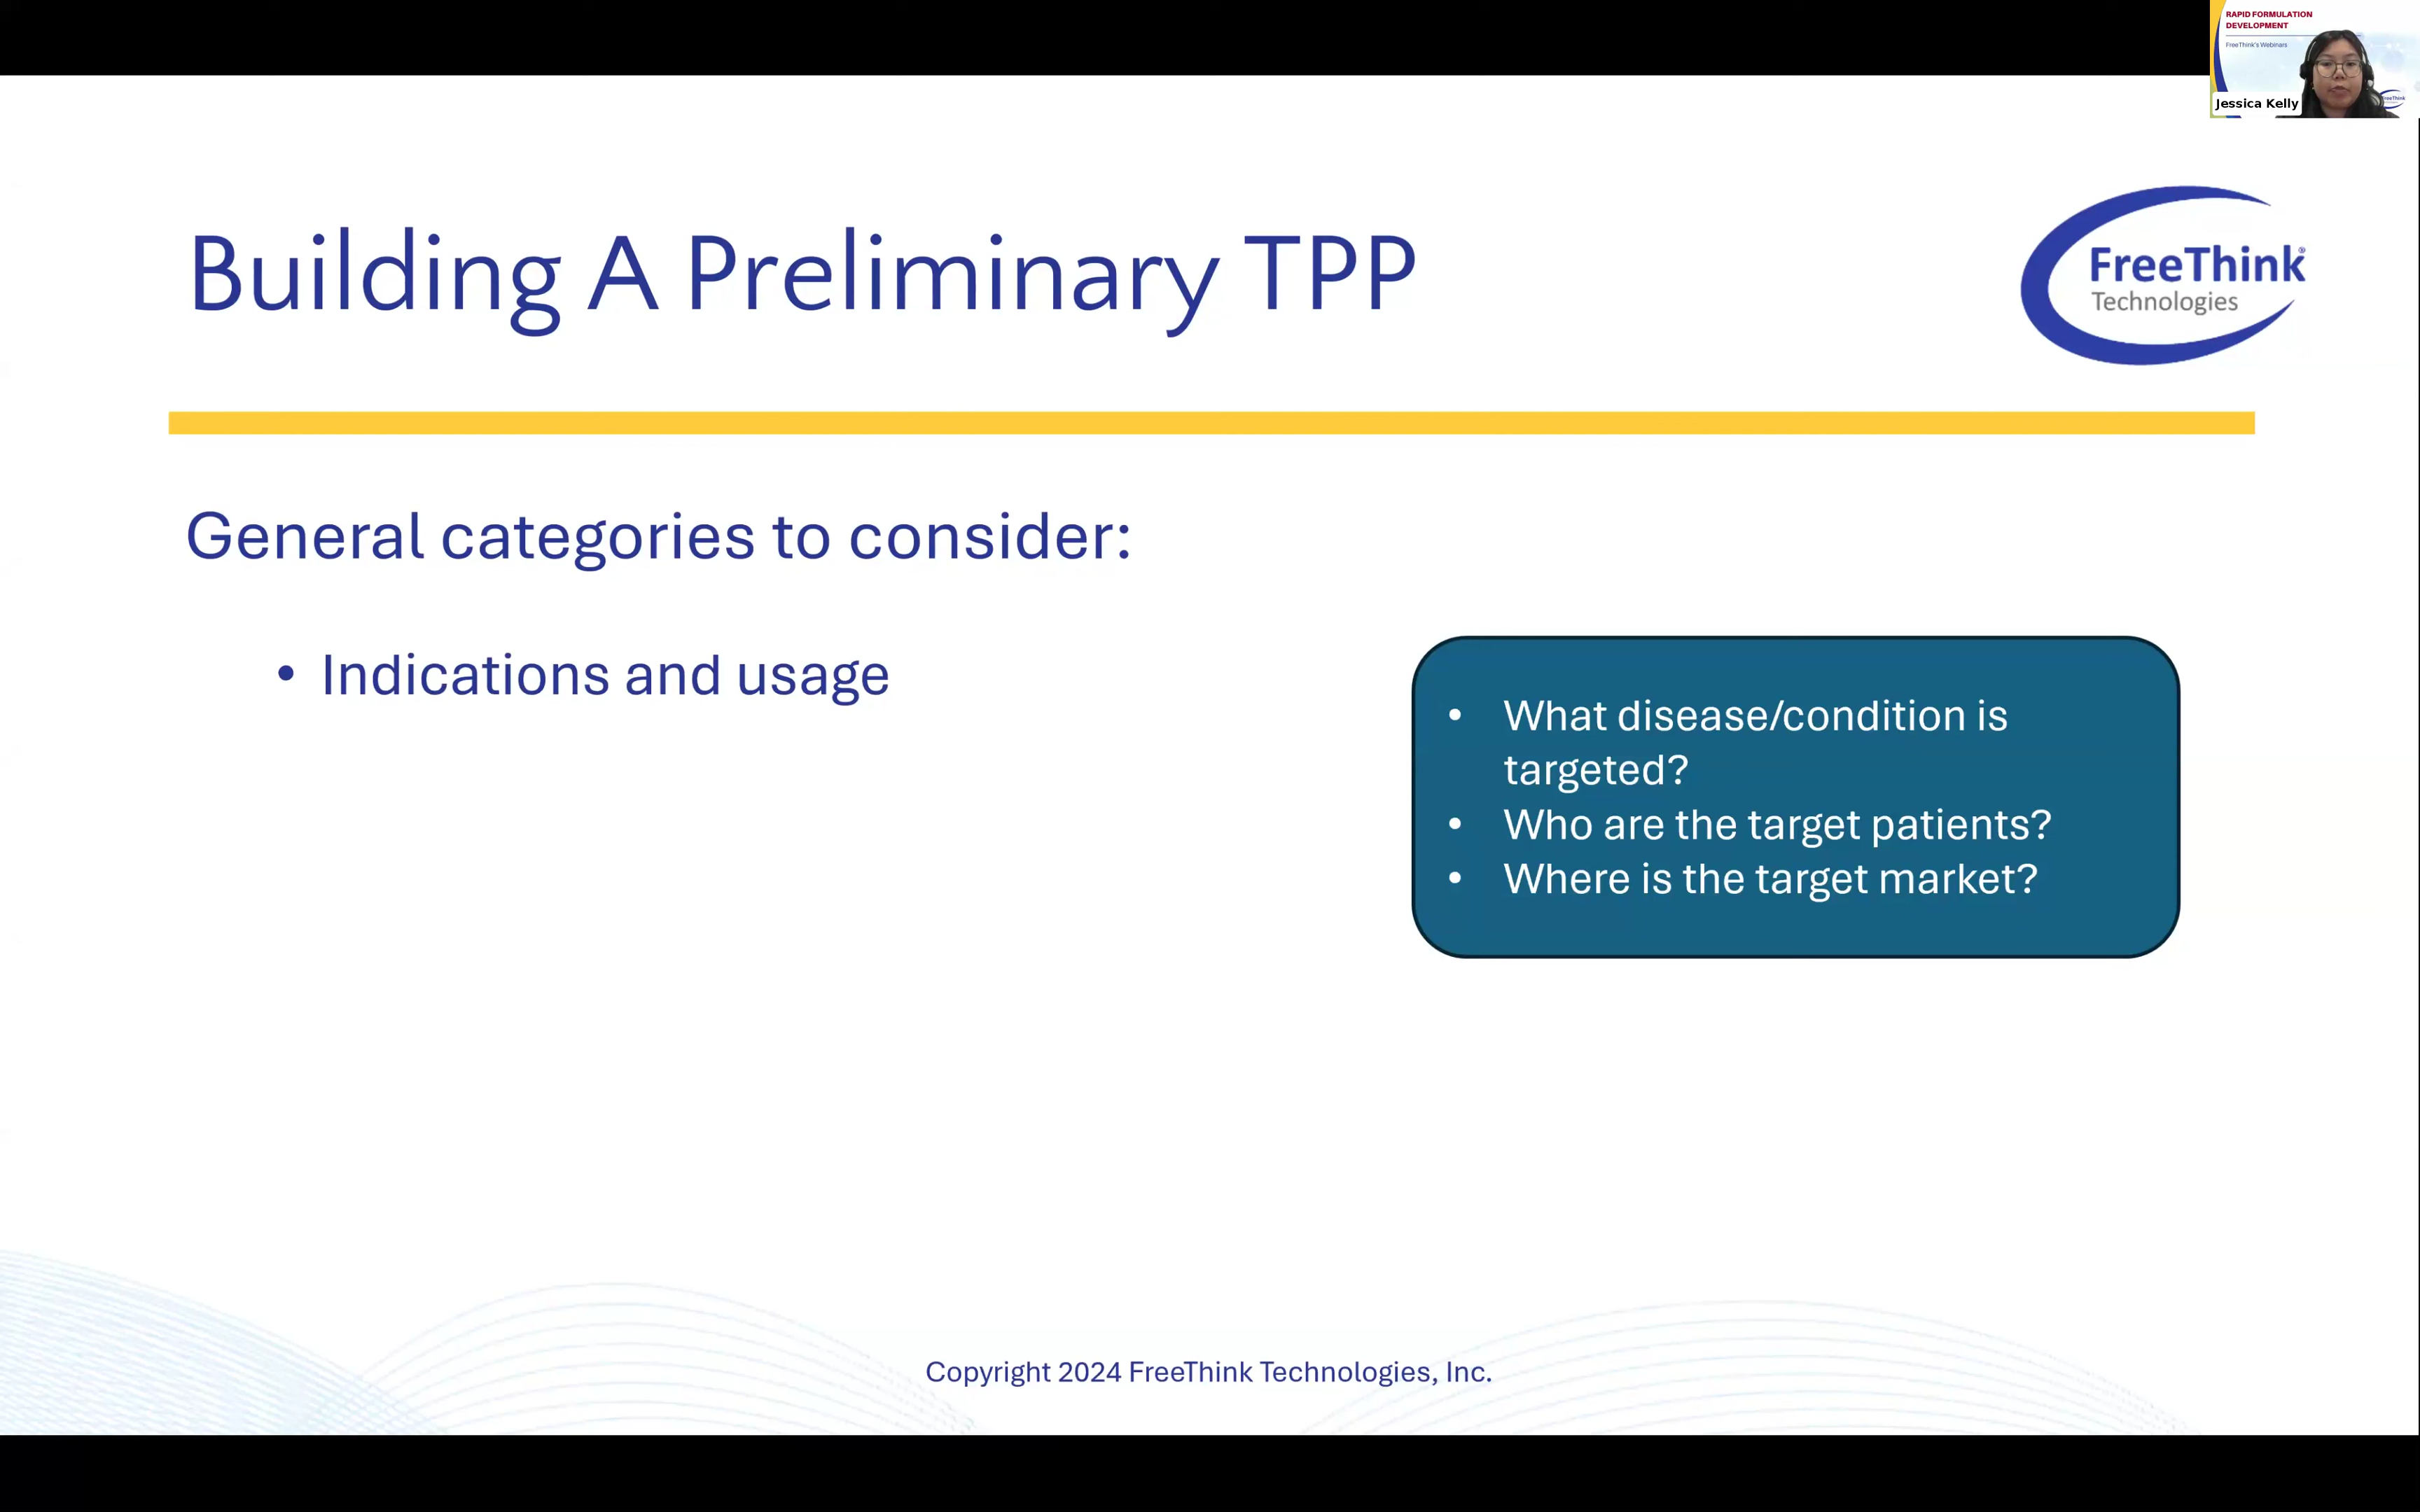 RAPID FORMULATION
DEVELOPMENT
FreeThink's Webinars
Jessica Kelly
FreeThink
Building A Preliminary TPP
FreeThink®
Technologies
General categories to consider:
• Indications and usage
• What disease/condition is
targeted?
• Who are the target patients?
• Where is the target market?
Copyright 2024 FreeThink Technologies, Inc.